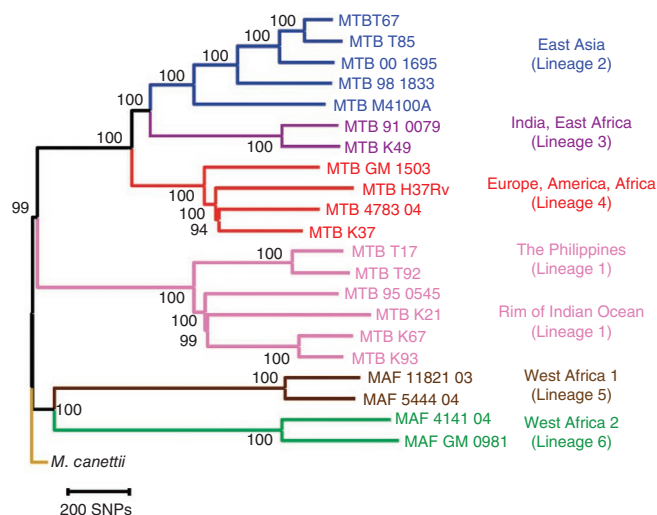 100
MTBT67
100
MTB T85
100
MTB 00 1695
East Asia
(Lineage 2)
100
MTB 98 1833
100
MTB M4100A
100
MTB 91 0079
India, East Africa
(Lineage 3)
100
MTB K49
100
MTB GM 1503
100
MTB H37Rv
Europe, America, Africa
(Lineage 4)
100
MTB 4783 04
94
MTB K37
99
MTB T17
The Philippines
(Lineage 1)
100
MTB T92
100
MTB 95 0545
100
MTB K21
Rim of Indian Ocean
(Lineage 1)
99
MTB K67
100
MTB K93
100
MAF 11821 03
West Africa 1
(Lineage 5)
MAF 5444 04
100
MAF 4141 04
West Africa 2
(Lineage 6)
100
MAF GM 0981
M. canettii
200 SNPs